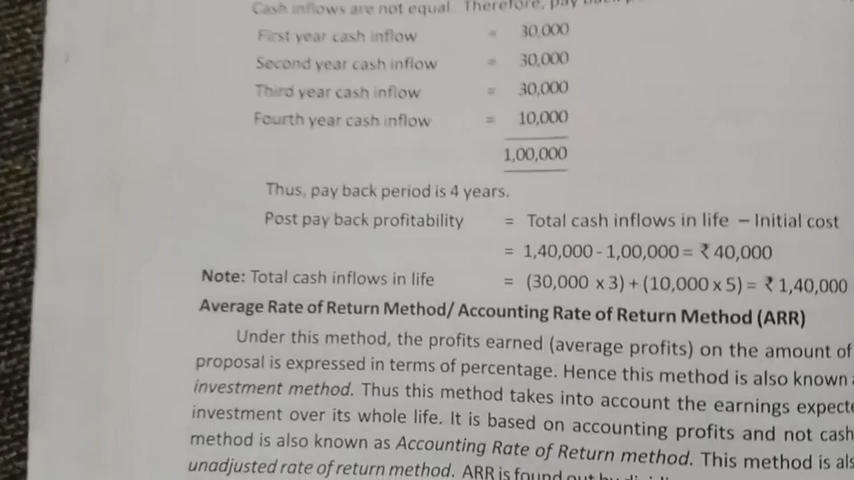 Cash inflows are not equal. Therefore, pay back
First year cash inflow = 30,000
Second year cash inflow = 30,000
Third year cash inflow = 30,000
Fourth year cash inflow = 10,000
1,00,000
Thus, pay back period is 4 years.
Post pay back profitability = Total cash inflows in life – Initial cost
= 1,40,000 - 1,00,000 = ₹ 40,000
Note: Total cash inflows in life = (30,000 x 3) + (10,000 x 5) = ₹ 1,40,000
Average Rate of Return Method/ Accounting Rate of Return Method (ARR)
Under this method, the profits earned (average profits) on the amount of
proposal is expressed in terms of percentage. Hence this method is also known
investment method. Thus this method takes into account the earnings expecte
investment over its whole life. It is based on accounting profits and not cash
method is also known as Accounting Rate of Return method. This method is als
unadjusted rate of return method. ARR is found out by